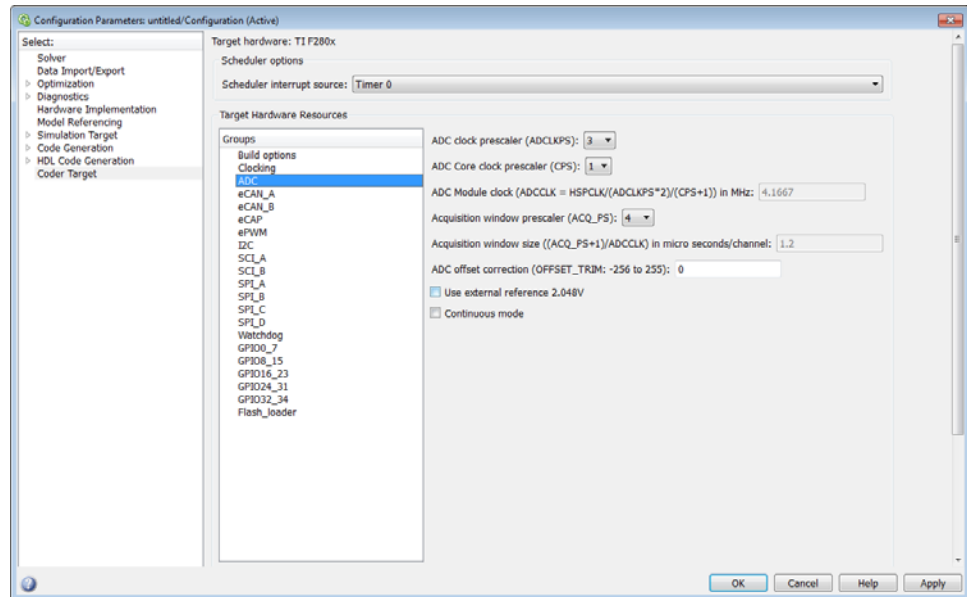 Configuration Parameters: untitled/Configuration (Active)
Select:
Solver
Data Import/Export
Optimization
Diagnostics
Hardware Implementation
Model Referencing
Simulation Target
Code Generation
HDL Code Generation
Coder Target
Target hardware: TI F280x
Scheduler options
Scheduler interrupt source: Timer 0
Target Hardware Resources
Groups
Build options
Clocking
ADC
eCAN_A
eCAN_B
eCAP
ePWM
I2C
SCI_A
SCI_B
SPI_A
SPI_B
SPI_C
SPI_D
Watchdog
GPIO0_7
GPIO8_15
GPIO16_23
GPIO24_31
GPIO32_34
Flash_loader
ADC clock prescaler (ADCLKPS): 3
ADC Core clock prescaler (CPS): 1
ADC Module clock (ADCCLK = HSPCLK/(ADCLKPS*2)/(CPS+1)) in MHz: 4.1667
Acquisition window prescaler (ACQ_PS): 4
Acquisition window size ((ACQ_PS+1)/ADCCLK) in micro seconds/channel: 1.2
ADC offset correction (OFFSET_TRIM: -256 to 255): 0
Use external reference 2.048V
Continuous mode
OK
Cancel
Help
Apply